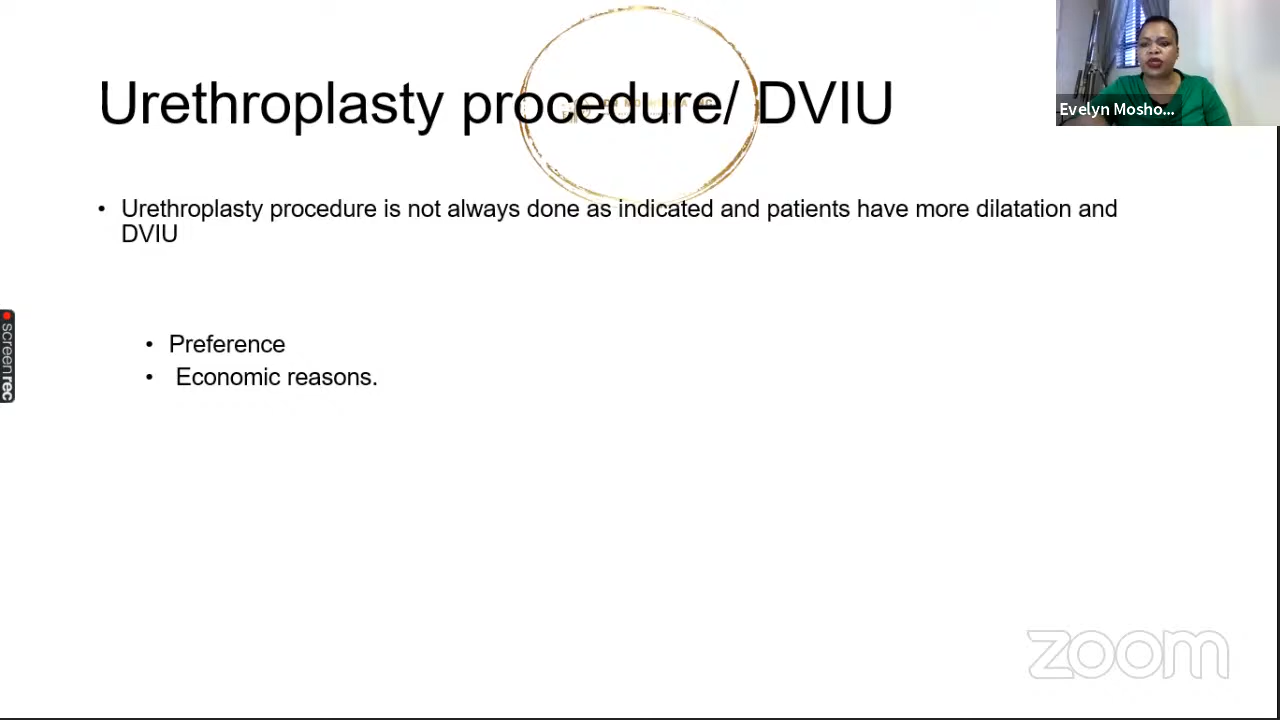 Urethroplasty procedure/ DVIU
Evelyn Mosho...
• Urethroplasty procedure is not always done as indicated and patients have more dilatation and
DVIU
• Preference
• Economic reasons.
screenrec
zoom